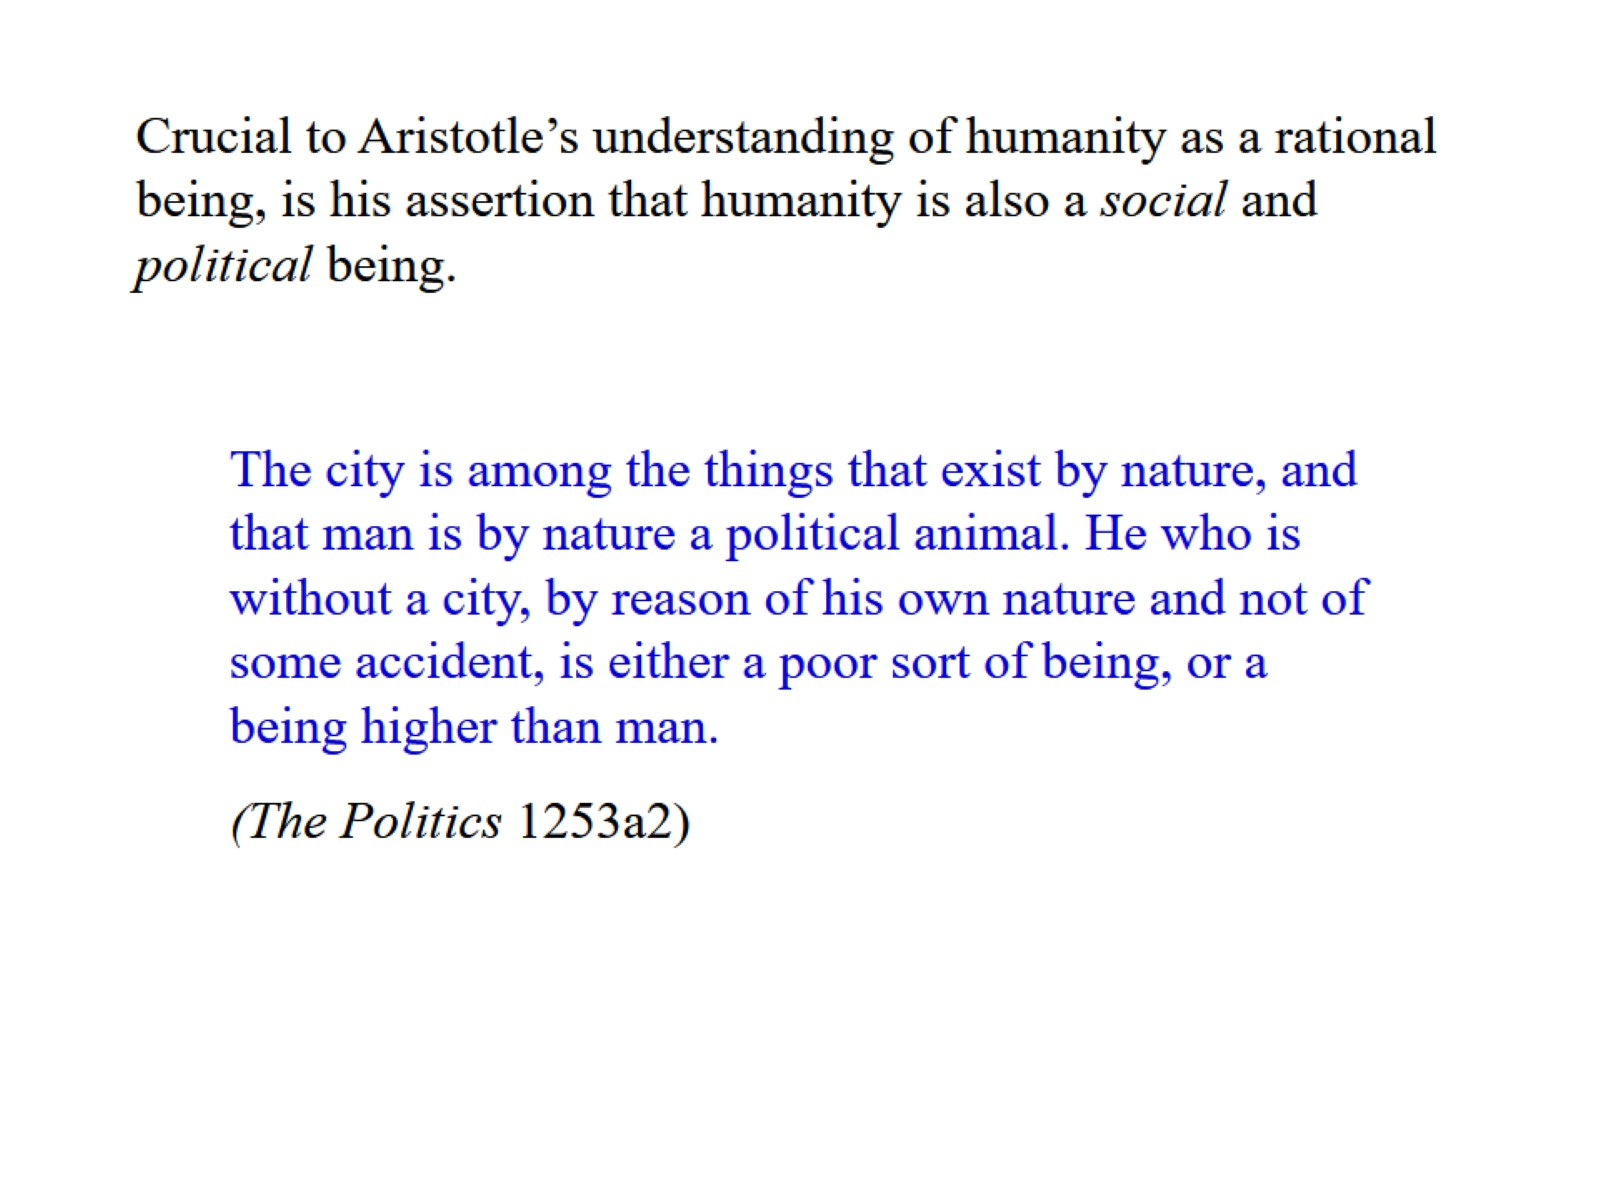 Crucial to Aristotle’s understanding of humanity as a rational
being, is his assertion that humanity is also a social and
political being.
The city is among the things that exist by nature, and
that man is by nature a political animal. He who is
without a city, by reason of his own nature and not of
some accident, is either a poor sort of being, or a
being higher than man.
(The Politics 1253a2)